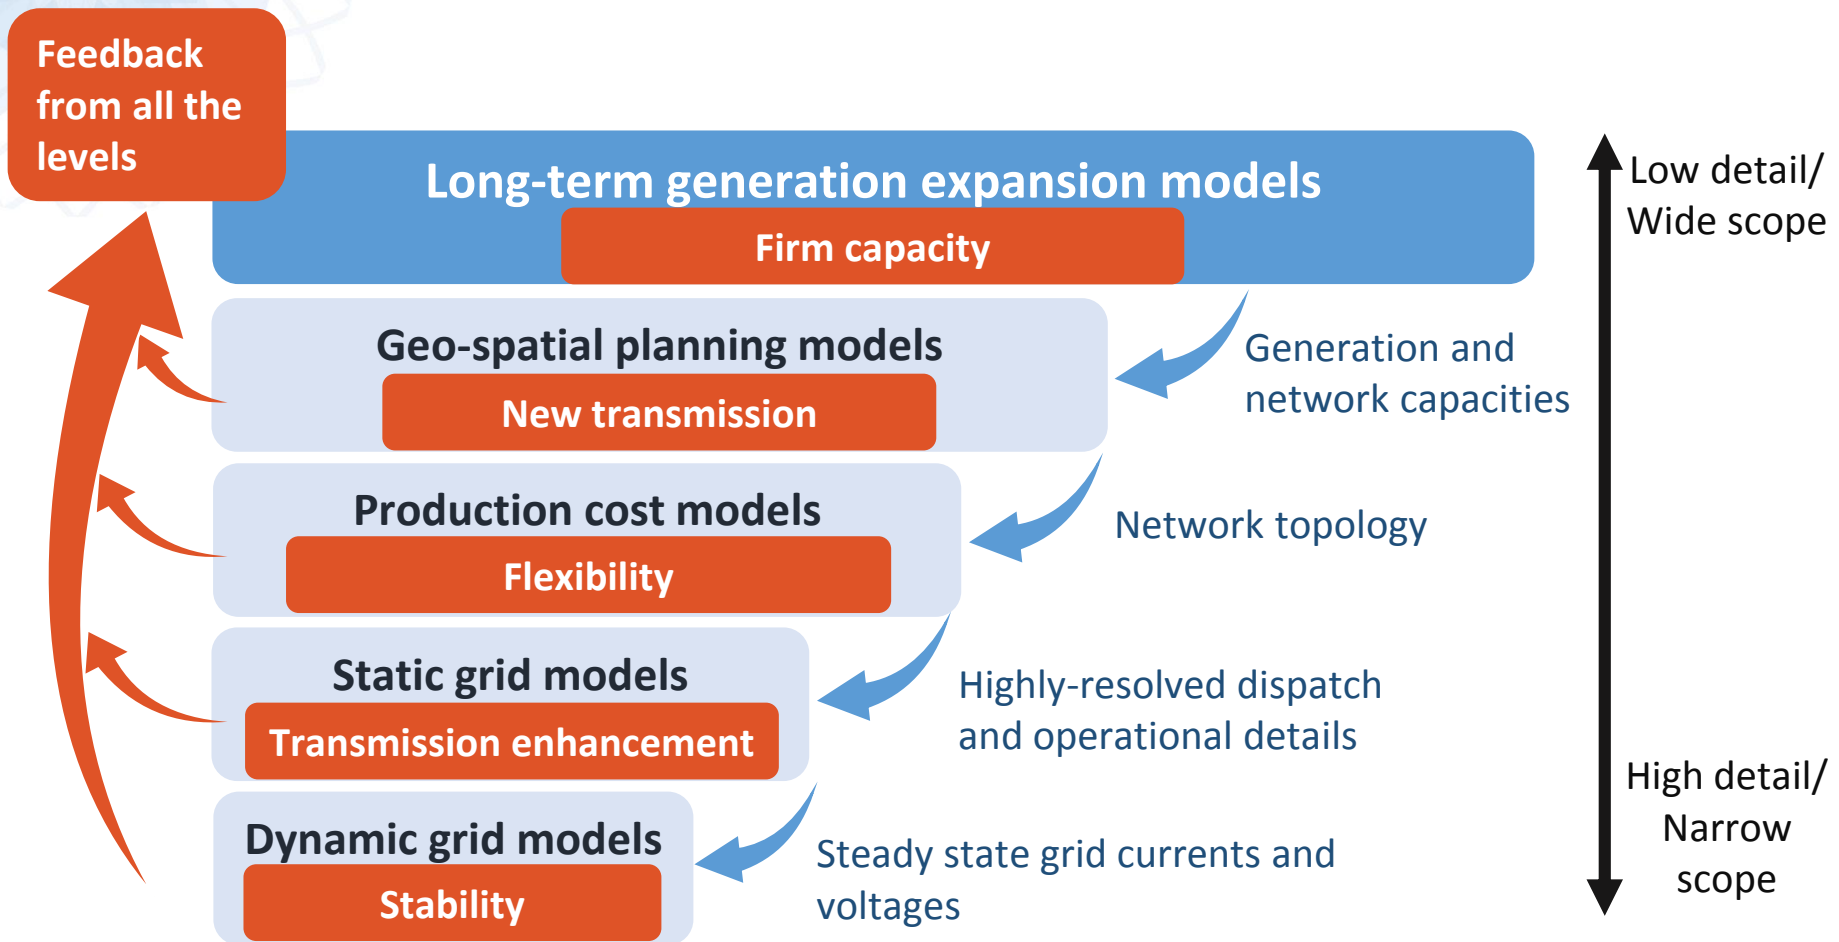 Feedback
from all the
levels
Long-term generation expansion models
Firm capacity
Low detail/
Wide scope
Geo-spatial planning models
New transmission
Generation and
network capacities
Production cost models
Flexibility
Network topology
Static grid models
Transmission enhancement
Highly-resolved dispatch
and operational details
Dynamic grid models
Stability
Steady state grid currents and
voltages
High detail/
Narrow
scope